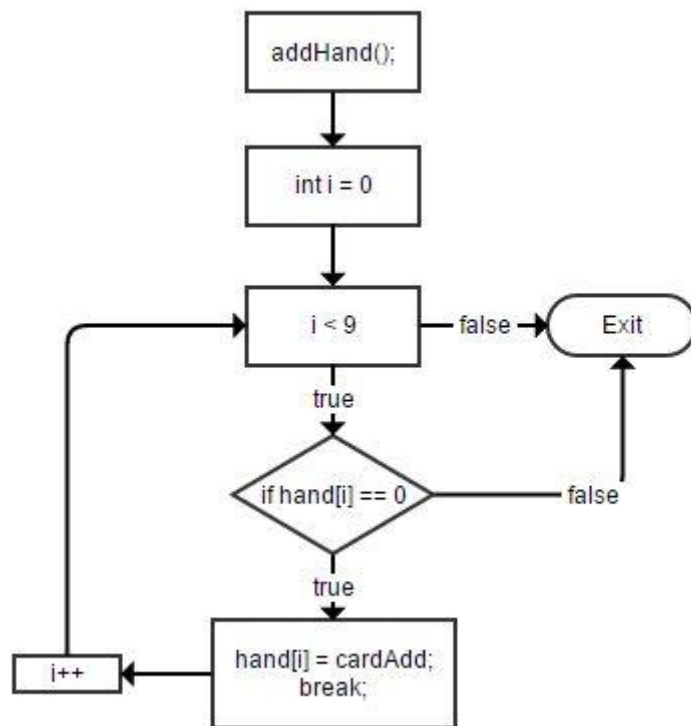 addHand();
int i = 0
i < 9
false
Exit
true
if hand[i] == 0
false
true
hand[i] = cardAdd;
break;
i++